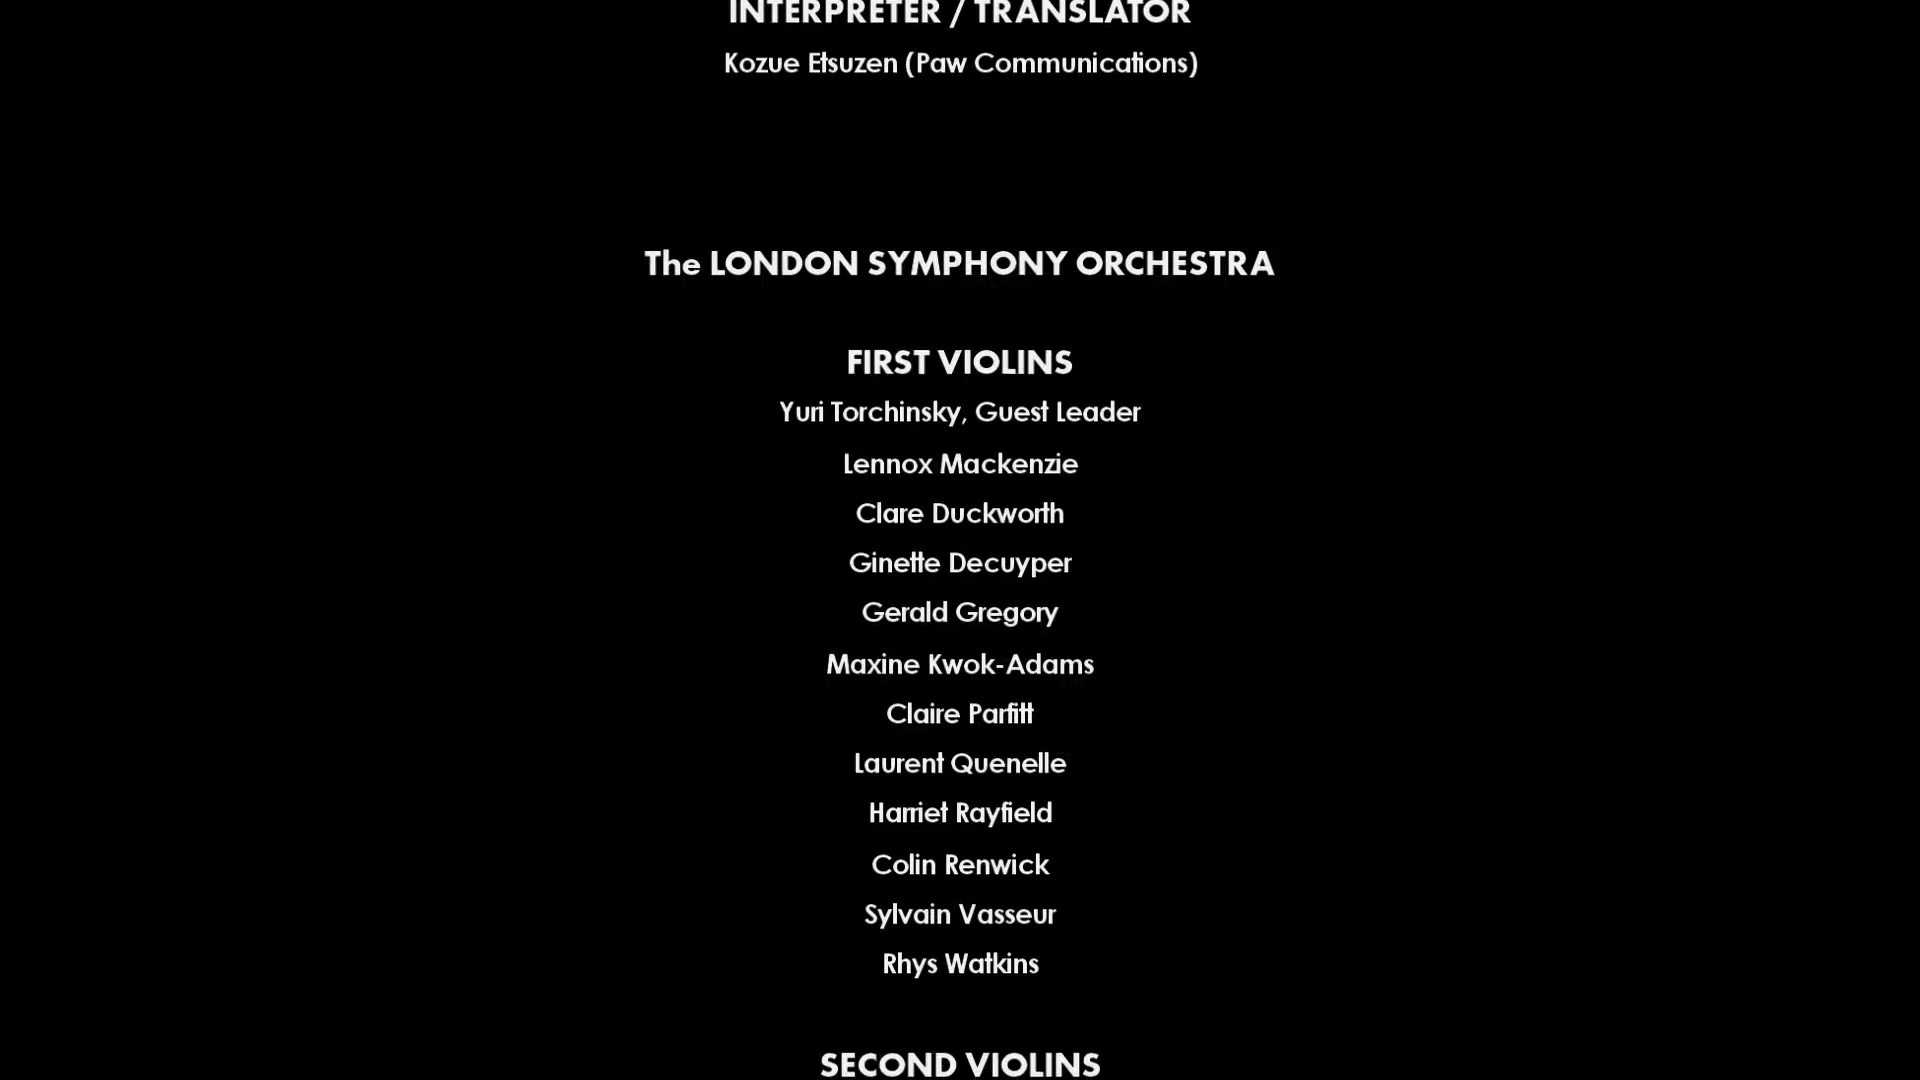 INTERPRETER / TRANSLATOR
Kozue Etsuzen (Paw Communications)
The LONDON SYMPHONY ORCHESTRA
FIRST VIOLINS
Yuri Torchinsky, Guest Leader
Lennox Mackenzie
Clare Duckworth
Ginette Decuyper
Gerald Gregory
Maxine Kwok-Adams
Claire Parfitt
Laurent Quenelle
Harriet Rayfield
Colin Renwick
Sylvain Vasseur
Rhys Watkins
SECOND VIOLINS